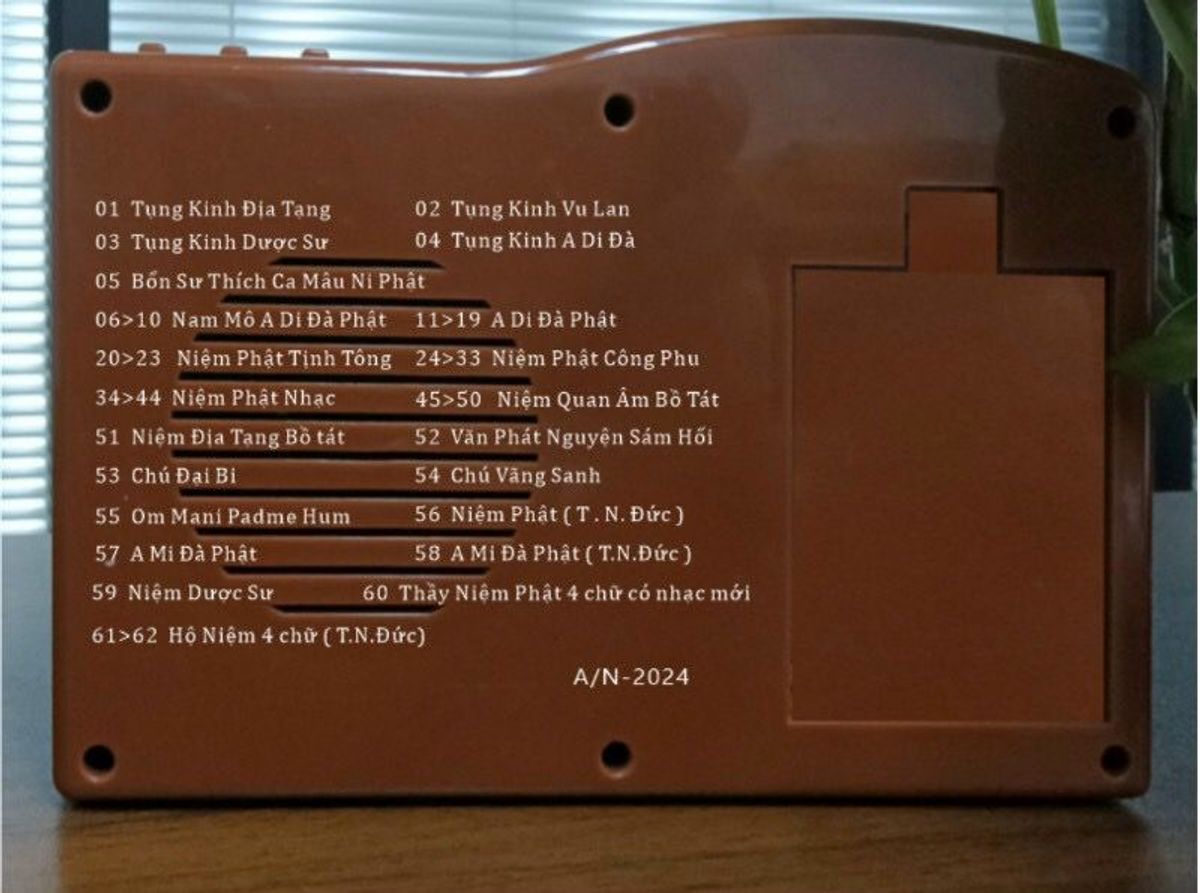 01 Tụng Kinh Địa Tạng 02 Tụng Kinh Vu Lan
03 Tụng Kinh Dược Sư 04 Tụng Kinh A Di Đà
05 Bổn Sư Thích Ca Mâu Ni Phật
06>10 Nam Mô A Di Đà Phật 11>19 A Di Đà Phật
20>23 Niệm Phật Tịnh Tông 24>33 Niệm Phật Công Phu
34>44 Niệm Phật Nhạc 45>50 Niệm Quan Âm Bồ Tát
51 Niệm Địa Tạng Bồ tát 52 Văn Phát Nguyện Sám Hối
53 Chú Đại Bi 54 Chú Vãng Sanh
55 Om Mani Padme Hum 56 Niệm Phật ( T . N. Đức )
57 A Mi Đà Phật 58 A Mi Đà Phật ( T.N.Đức )
59 Niệm Dược Sư 60 Thầy Niệm Phật 4 chữ có nhạc mới
61>62 Hộ Niệm 4 chữ ( T.N.Đức)
A/N-2024